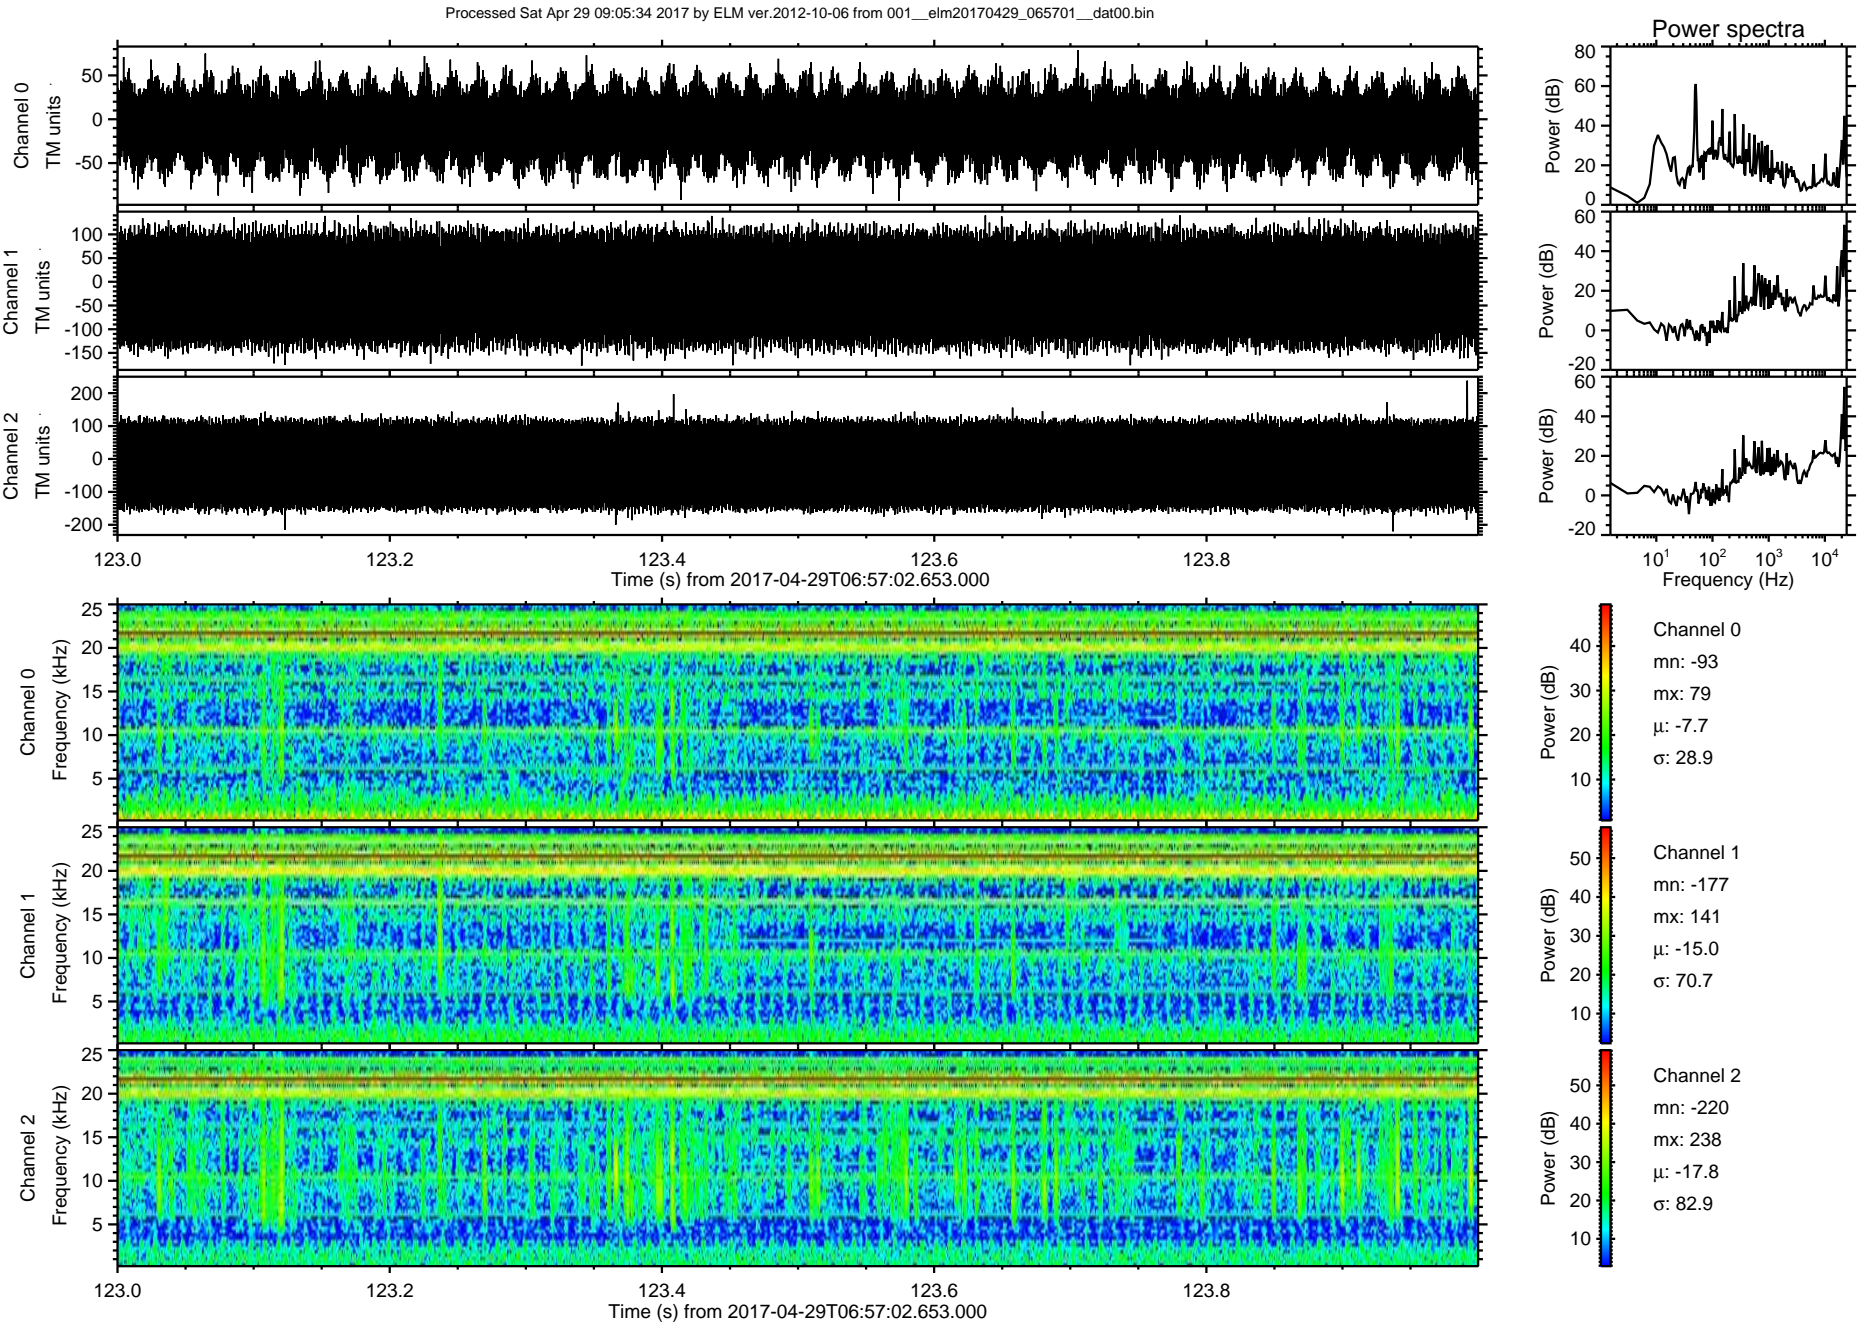 Processed Sat Apr 29 09:05:34 2017 by ELM ver.2012-10-06 from 001__elm20170429_065701__dat00.bin
Power spectra
Channel 0
TM units
50
0
-50
Power (dB)
80
60
40
20
0
Channel 1
TM units
100
50
0
-50
-100
-150
Power (dB)
60
40
20
0
-20
Channel 2
TM units
200
100
0
-100
-200
Power (dB)
60
40
20
0
-20
123.0 123.2 123.4 123.6 123.8
Time (s) from 2017-04-29T06:57:02.653.000
10¹ 10² 10³ 10⁴
Frequency (Hz)
Channel 0
Frequency (kHz)
25
20
15
10
5
Power (dB)
40
30
20
10
Channel 0
mn: -93
mx: 79
μ: -7.7
σ: 28.9
Channel 1
Frequency (kHz)
25
20
15
10
5
Power (dB)
50
40
30
20
10
Channel 1
mn: -177
mx: 141
μ: -15.0
σ: 70.7
Channel 2
Frequency (kHz)
25
20
15
10
5
Power (dB)
50
40
30
20
10
Channel 2
mn: -220
mx: 238
μ: -17.8
σ: 82.9
123.0 123.2 123.4 123.6 123.8
Time (s) from 2017-04-29T06:57:02.653.000